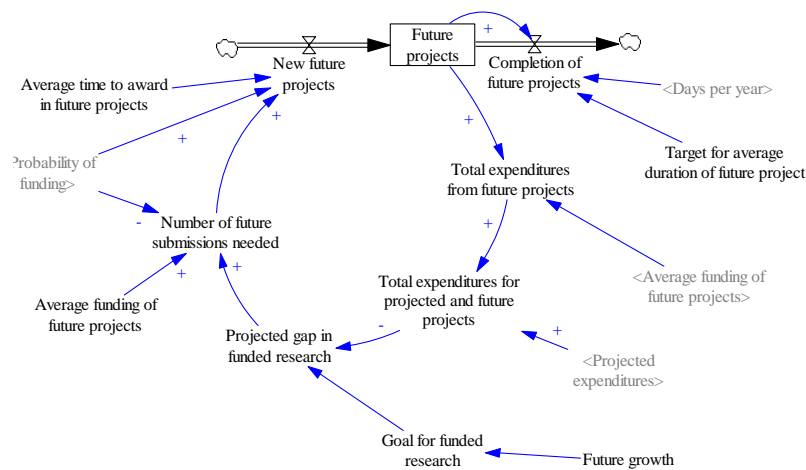 +
Future
projects
New future
projects
Completion of
future projects
Average time to award
in future projects
<Days per year>
+
+
Probability of
funding>
Target for average
duration of future project
+
Total expenditures
from future projects
-
Number of future
submissions needed
+
+
+
Average funding of
future projects
<Average funding of
future projects>
Total expenditures for
projected and future
projects
-
Projected gap in
funded research
+
<Projected
expenditures>
Goal for funded
research
Future growth